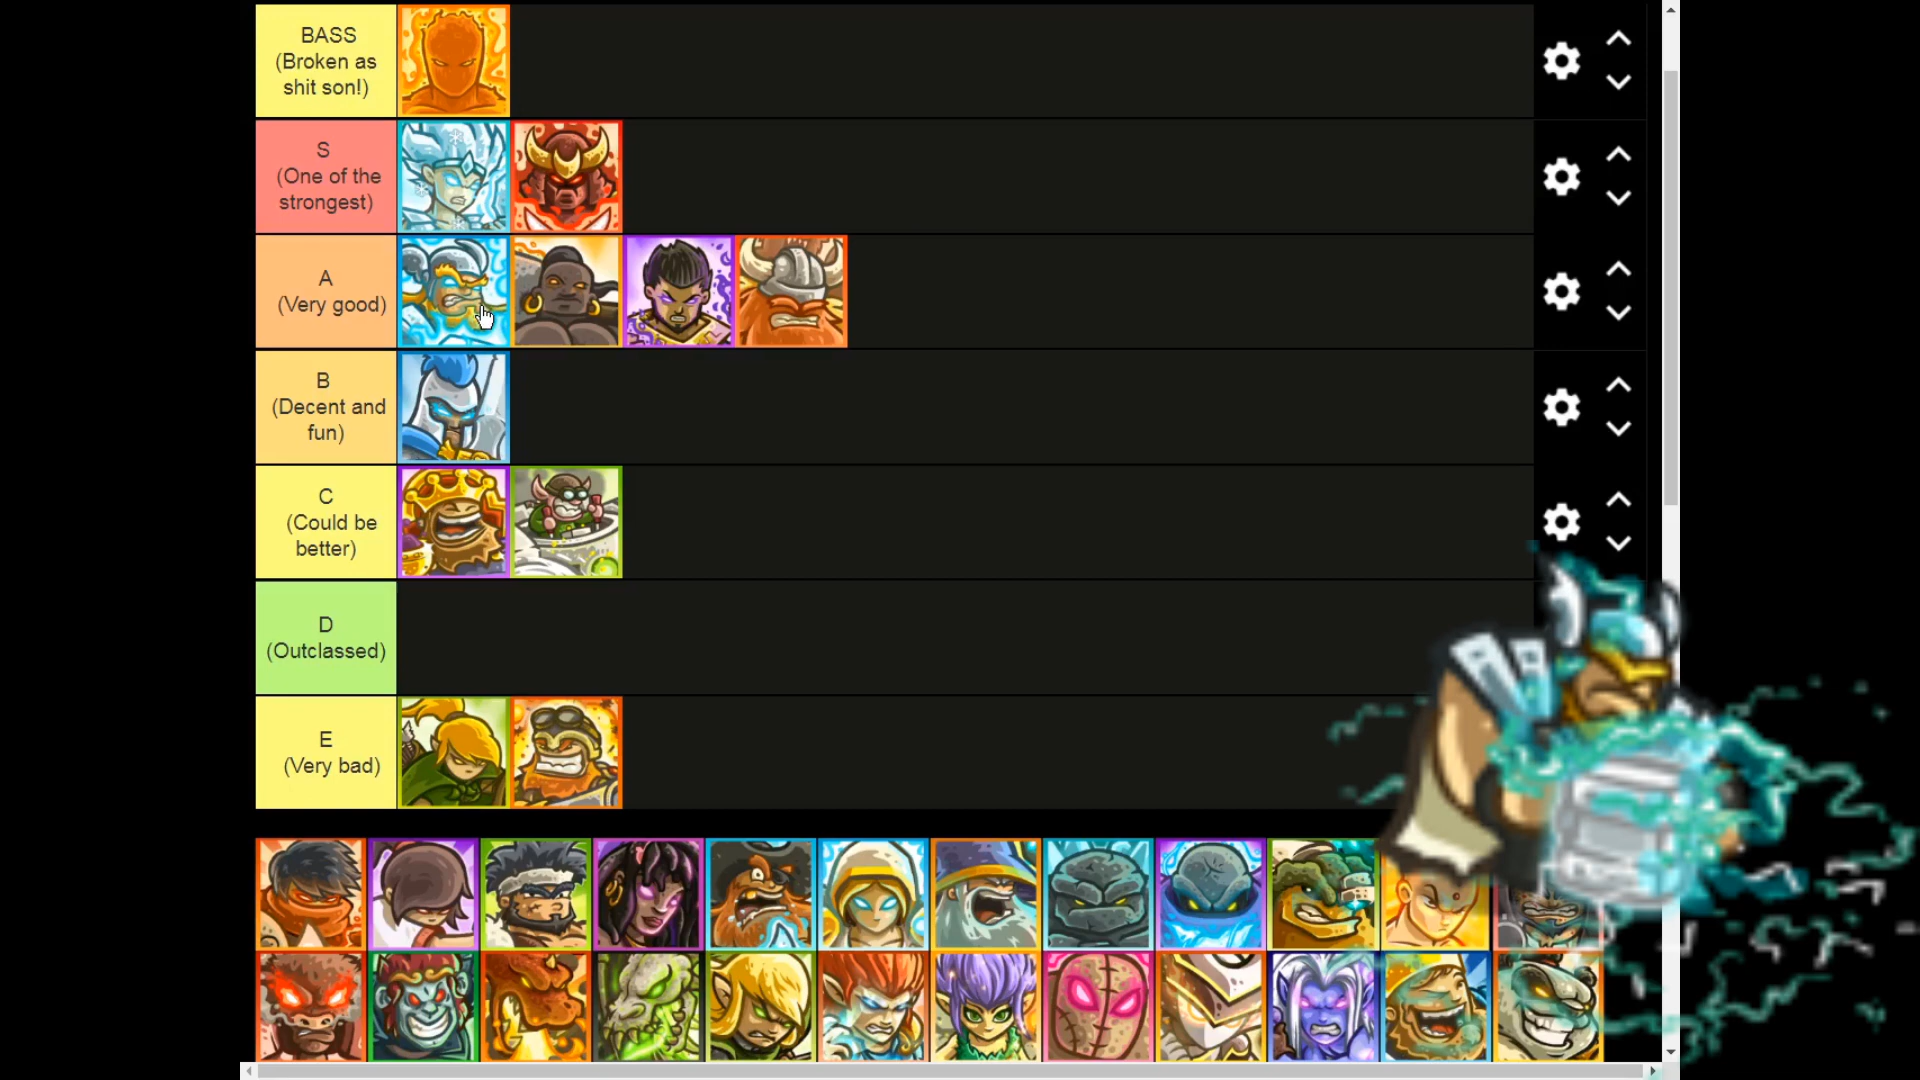 BASS
(Broken as
shit son!)
S
(One of the
strongest)
A
(Very good)
B
(Decent and
fun)
C
(Could be
better)
D
(Outclassed)
E
(Very bad)